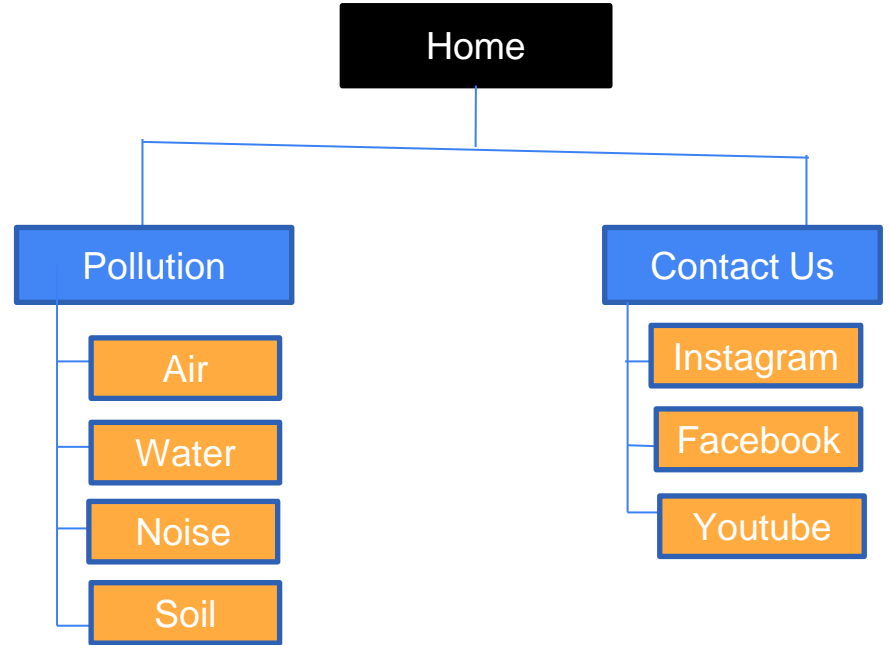 Home
Pollution
Air
Water
Noise
Soil
Contact Us
Instagram
Facebook
Youtube